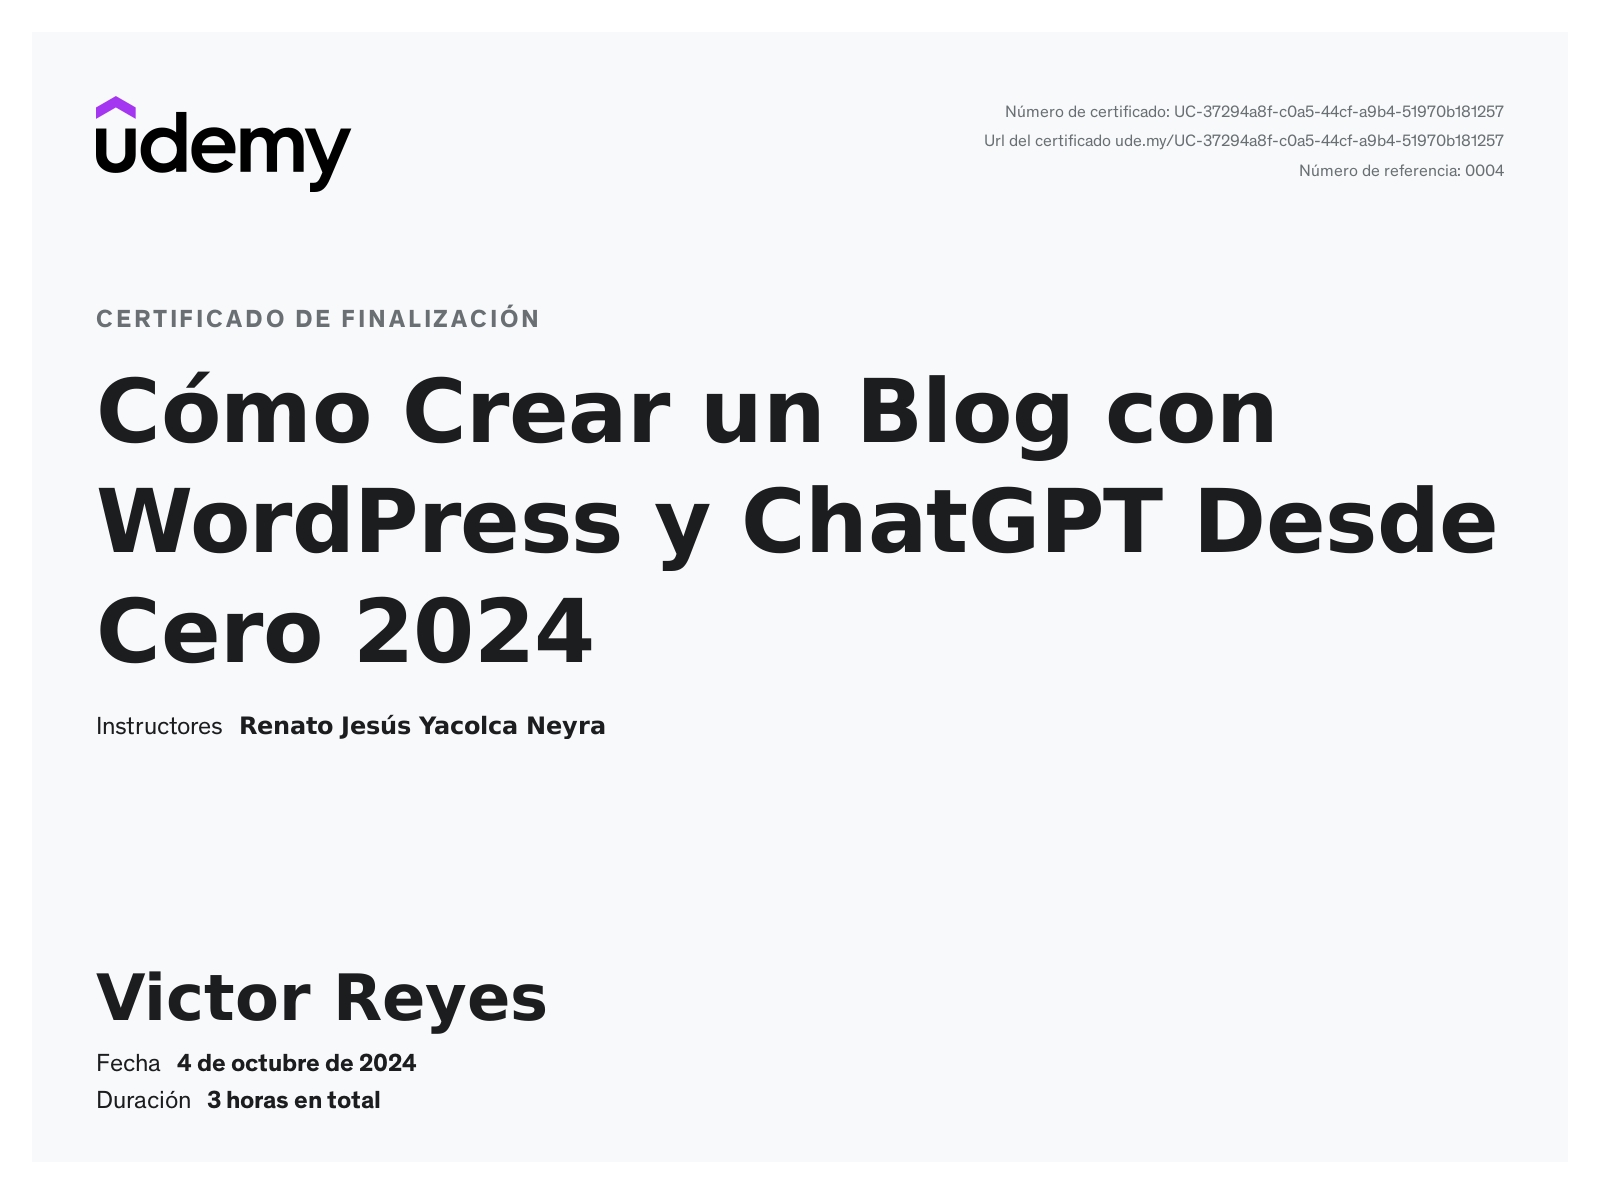 udemy
Número de certificado: UC-37294a8f-c0a5-44cf-a9b4-51970b181257
Url del certificado ude.my/UC-37294a8f-c0a5-44cf-a9b4-51970b181257
Número de referencia: 0004
CERTIFICADO DE FINALIZACIÓN
Cómo Crear un Blog con
WordPress y ChatGPT Desde
Cero 2024
Instructores Renato Jesús Yacolca Neyra
Victor Reyes
Fecha 4 de octubre de 2024
Duración 3 horas en total